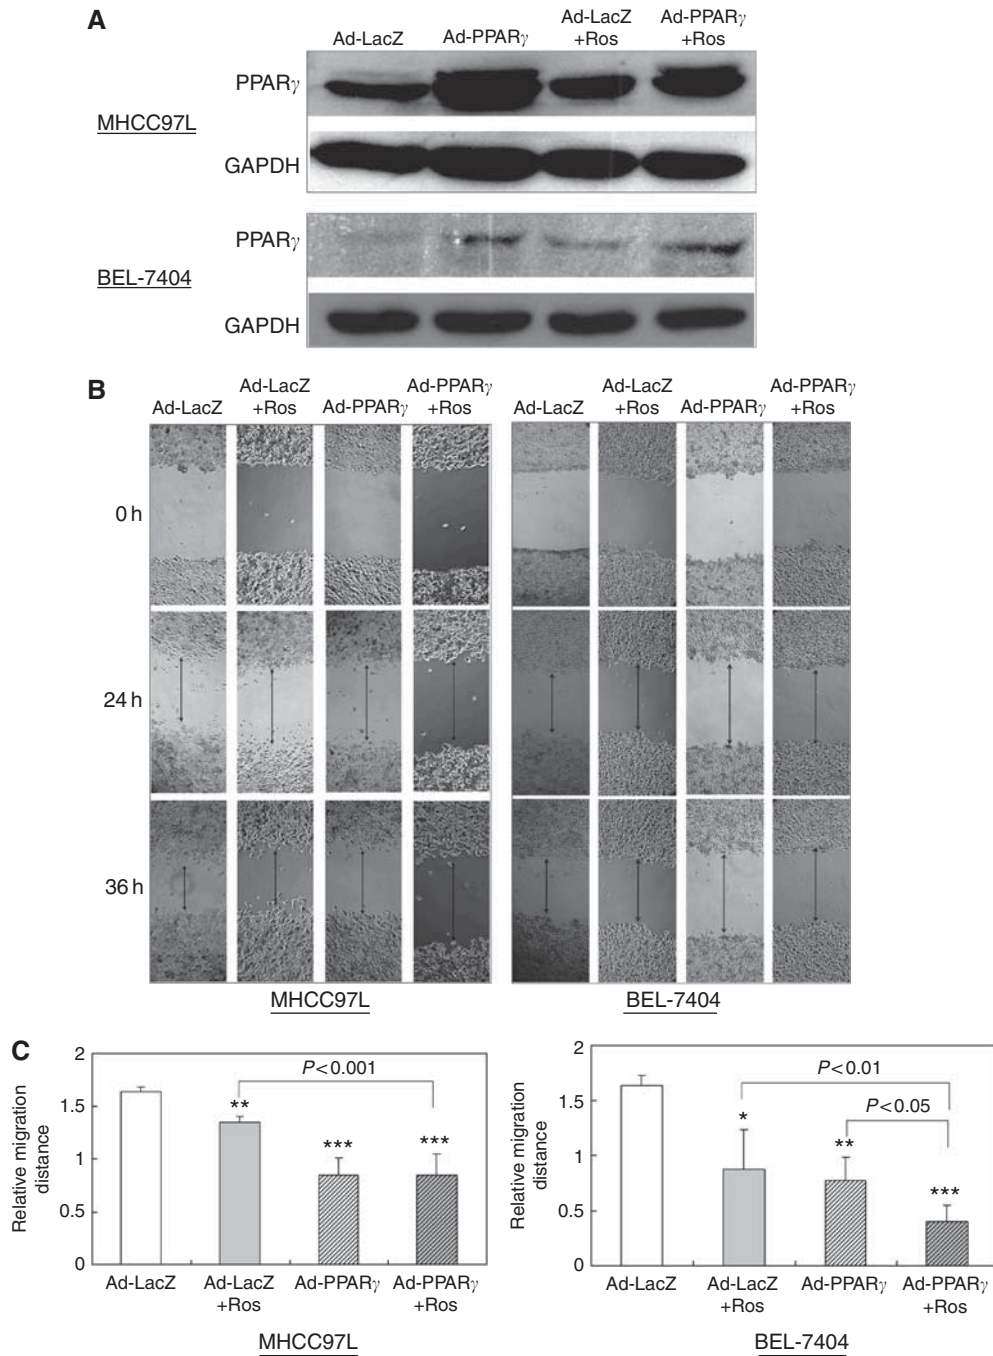 A
Ad-LacZ
Ad-PPARγ
Ad-LacZ
+Ros
Ad-PPARγ
+Ros
PPARγ
MHCC97L
GAPDH
PPARγ
BEL-7404
GAPDH
B
Ad-LacZ
Ad-LacZ
+Ros
Ad-PPARγ
Ad-PPARγ
+Ros
Ad-LacZ
Ad-LacZ
+Ros
Ad-PPARγ
Ad-PPARγ
+Ros
0 h
24 h
36 h
MHCC97L
BEL-7404
C
Relative migration
distance
2
1.5
1
0.5
0
P<0.001
**
***
***
Ad-LacZ
Ad-LacZ
+Ros
Ad-PPARγ
Ad-PPARγ
+Ros
MHCC97L
Relative migration
distance
2
1.5
1
0.5
0
P<0.01
P<0.05
*
**
***
Ad-LacZ
Ad-LacZ
+Ros
Ad-PPARγ
Ad-PPARγ
+Ros
BEL-7404